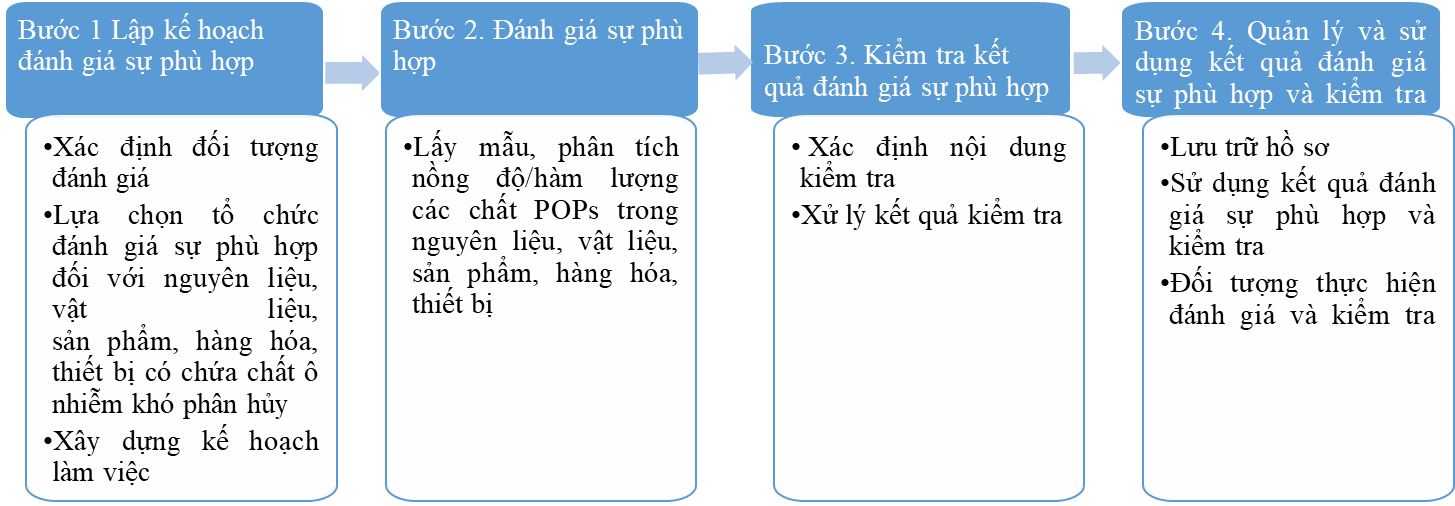 Bước 1 Lập kế hoạch
đánh giá sự phù hợp
•Xác định đối tượng
đánh giá
•Lựa chọn tổ chức
đánh giá sự phù hợp
đối với nguyên liệu,
vật liệu,
sản phẩm, hàng hóa,
thiết bị có chứa chất ô
nhiễm khó phân hủy
•Xây dựng kế hoạch
làm việc
Bước 2. Đánh giá sự phù
hợp
•Lấy mẫu, phân tích
nồng độ/hàm lượng
các chất POPs trong
nguyên liệu, vật liệu,
sản phẩm, hàng hóa,
thiết bị
Bước 3. Kiểm tra kết
quả đánh giá sự phù hợp
• Xác định nội dung
kiểm tra
•Xử lý kết quả kiểm tra
Bước 4. Quản lý và sử
dụng kết quả đánh giá
sự phù hợp và kiểm tra
•Lưu trữ hồ sơ
•Sử dụng kết quả đánh
giá sự phù hợp và
kiểm tra
•Đối tượng thực hiện
đánh giá và kiểm tra